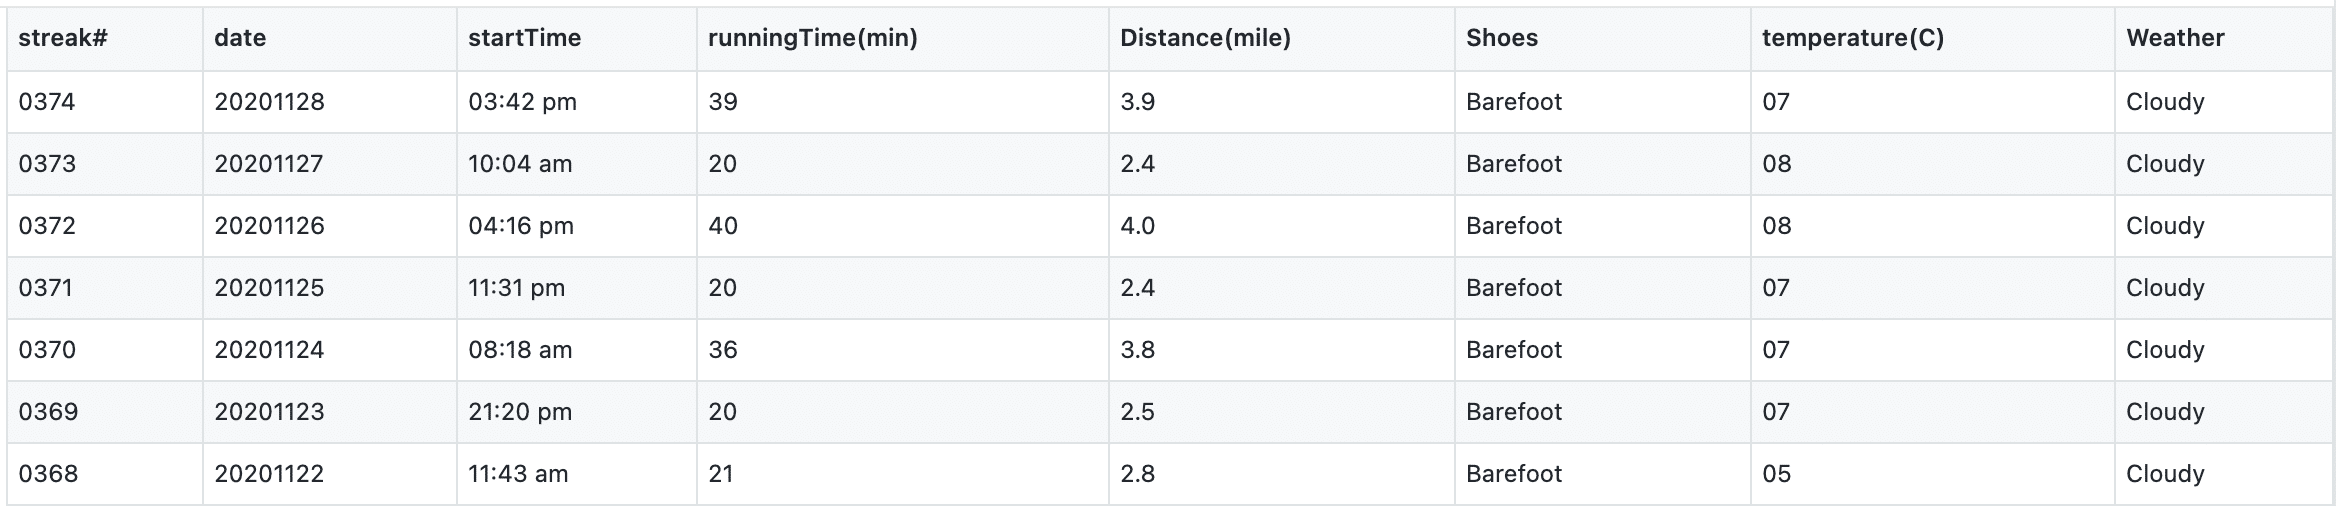 streak# date startTime runningTime(min) Distance(mile) Shoes temperature(C) Weather
0374 20201128 03:42 pm 39 3.9 Barefoot 07 Cloudy
0373 20201127 10:04 am 20 2.4 Barefoot 08 Cloudy
0372 20201126 04:16 pm 40 4.0 Barefoot 08 Cloudy
0371 20201125 11:31 pm 20 2.4 Barefoot 07 Cloudy
0370 20201124 08:18 am 36 3.8 Barefoot 07 Cloudy
0369 20201123 21:20 pm 20 2.5 Barefoot 07 Cloudy
0368 20201122 11:43 am 21 2.8 Barefoot 05 Cloudy